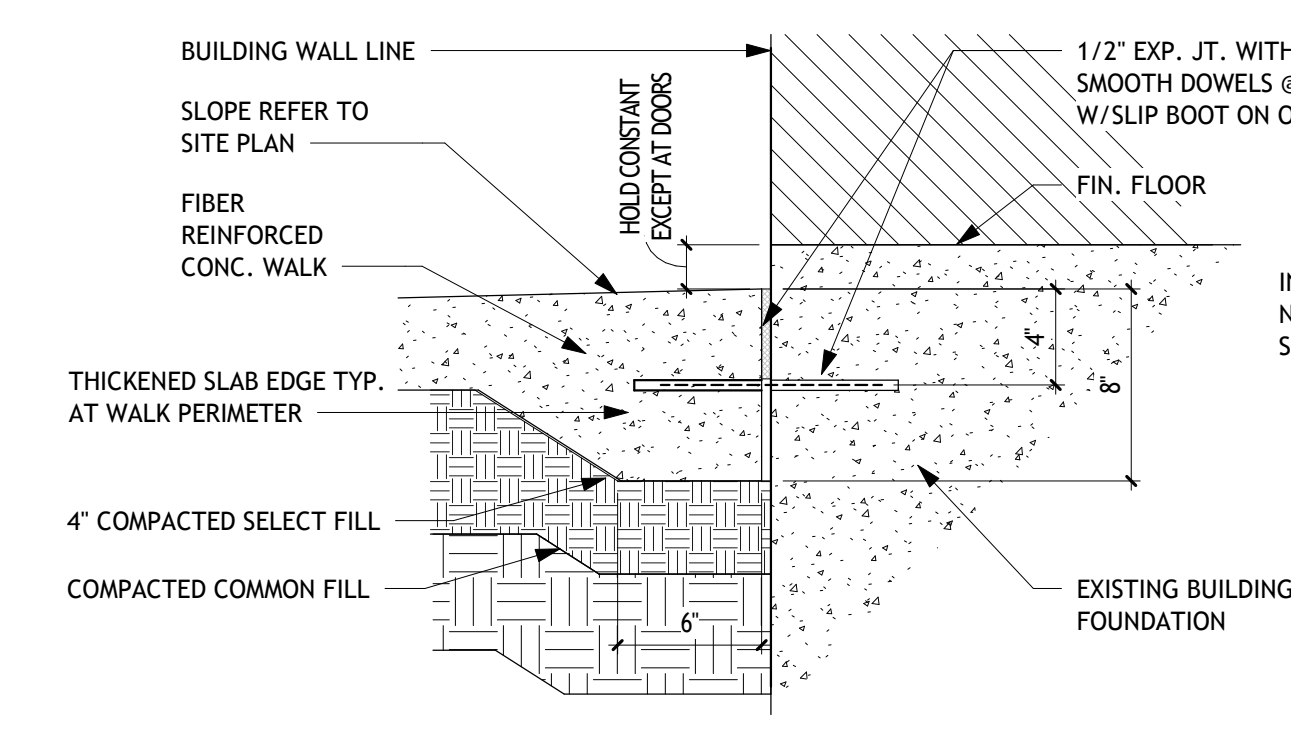 BUILDING WALL LINE
SLOPE REFER TO
SITE PLAN
FIBER
REINFORCED
CONC. WALK
THICKENED SLAB EDGE TYP.
AT WALK PERIMETER
4" COMPACTED SELECT FILL
COMPACTED COMMON FILL
HOLD CONSTANT
EXCEPT AT DOORS
6"
1/2" EXP. JT. WITH
SMOOTH DOWELS @
W/SLIP BOOT ON O
FIN. FLOOR
4"
8"
EXISTING BUILDING
FOUNDATION
N
S